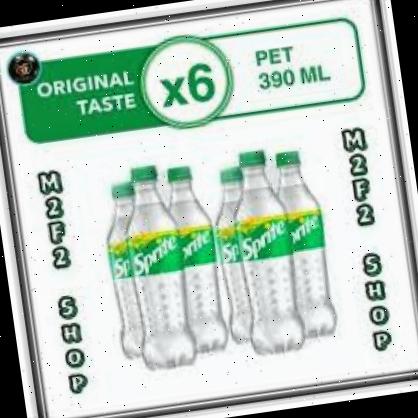 ORIGINAL
TASTE
x6
PET
390 ML
M2F2
SHOP
M2F2
SHOP
Sprite
Sprite